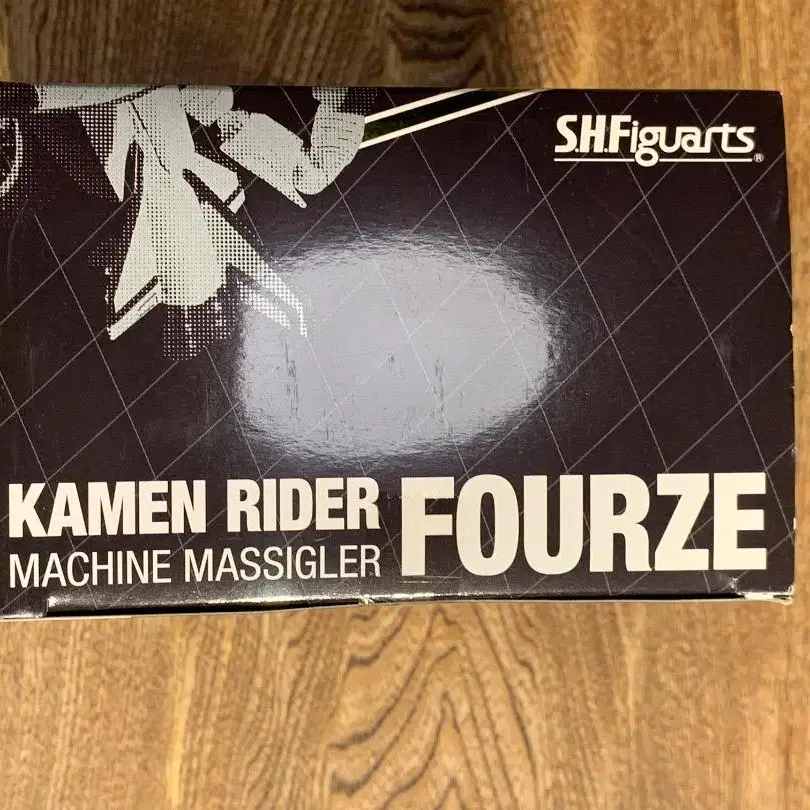 S.H.Figuarts®
KAMEN RIDER FOURZE
MACHINE MASSIGLER